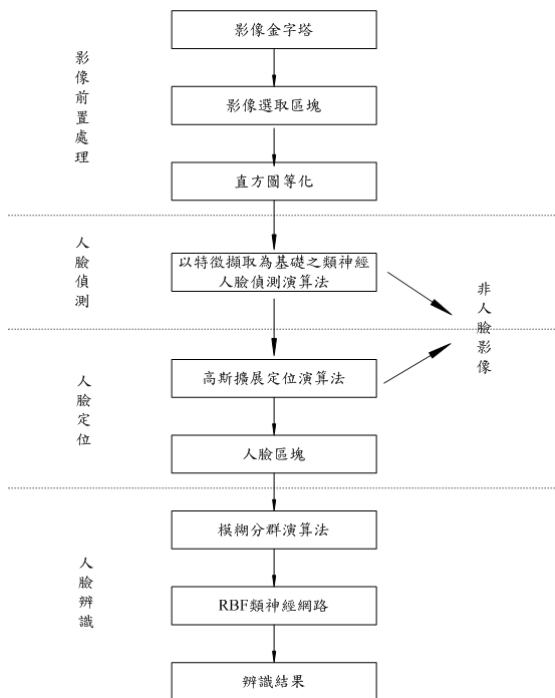 影像金字塔
影像前置處理
影像選取區塊
直方圖等化
人臉偵測
以特徵擷取為基礎之類神經
人臉偵測演算法
非人臉影像
人臉定位
高斯擴展定位演算法
人臉區塊
人臉辨識
模糊分群演算法
RBF類神經網路
辨識結果